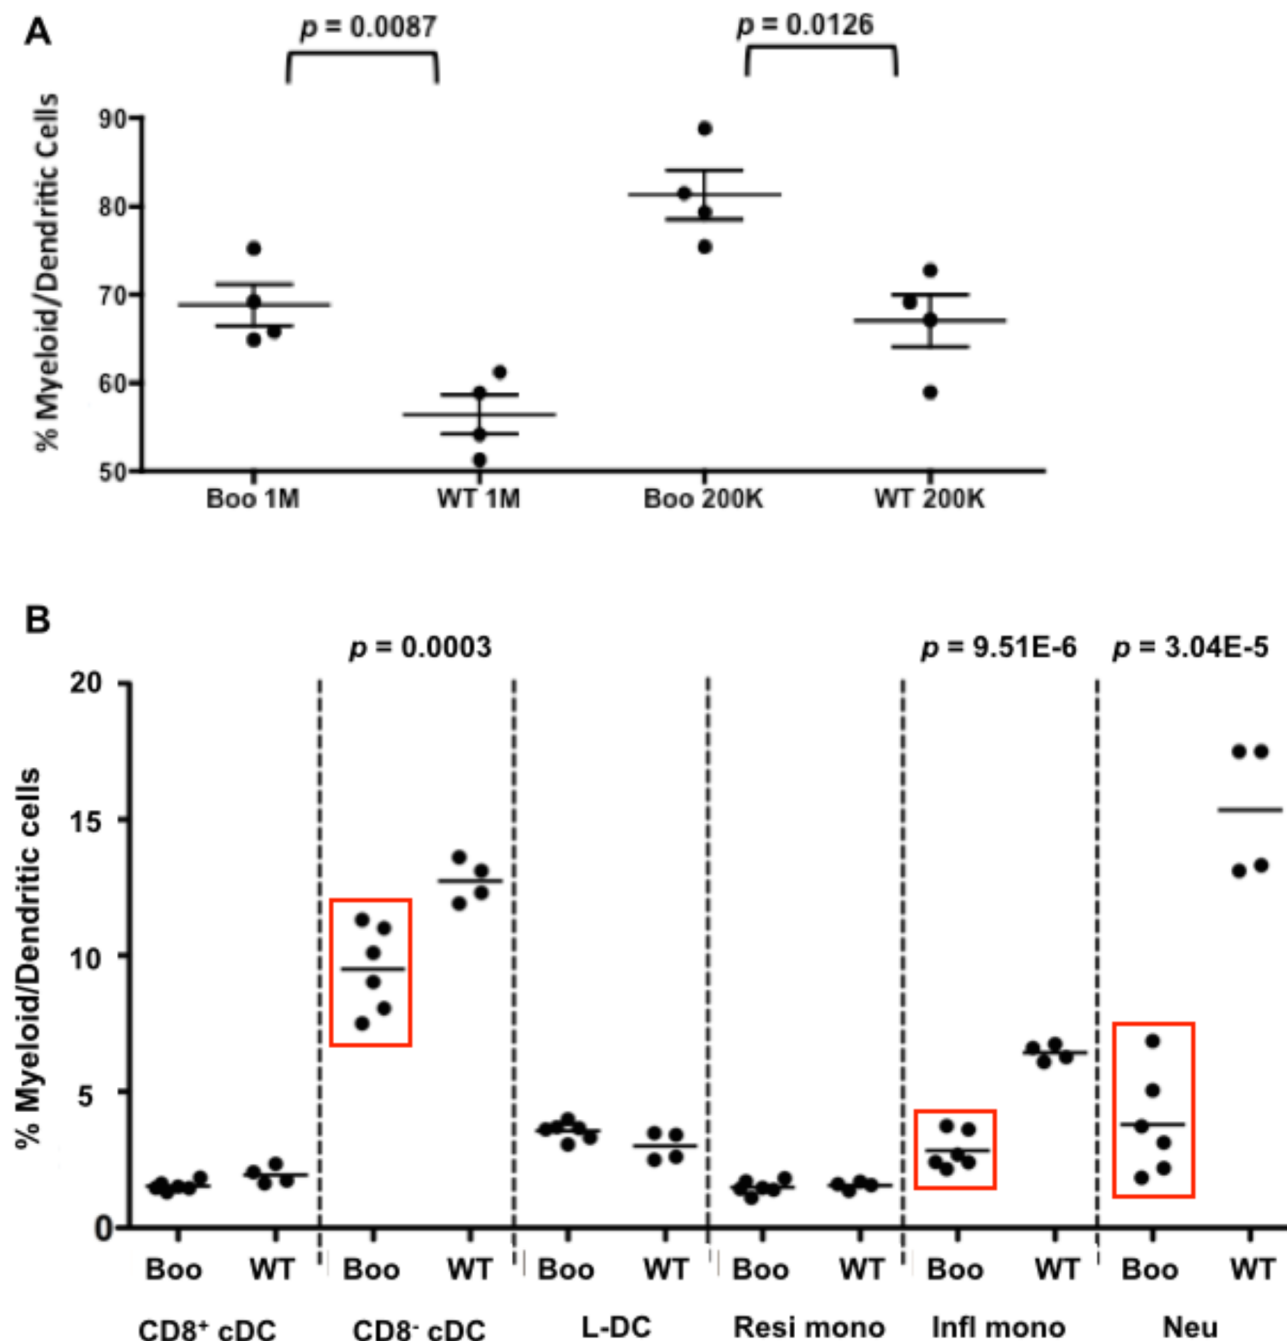 A
p = 0.0087
p = 0.0126
% Myeloid/Dendritic Cells
90
80
70
60
50
Boo 1M
WT 1M
Boo 200K
WT 200K
B
p = 0.0003
p = 9.51E-6
p = 3.04E-5
% Myeloid/Dendritic cells
20
15
10
5
0
Boo
WT
Boo
WT
Boo
WT
Boo
WT
Boo
WT
Boo
WT
CD8⁺ cDC
CD8⁻ cDC
L-DC
Resi mono
Infl mono
Neu